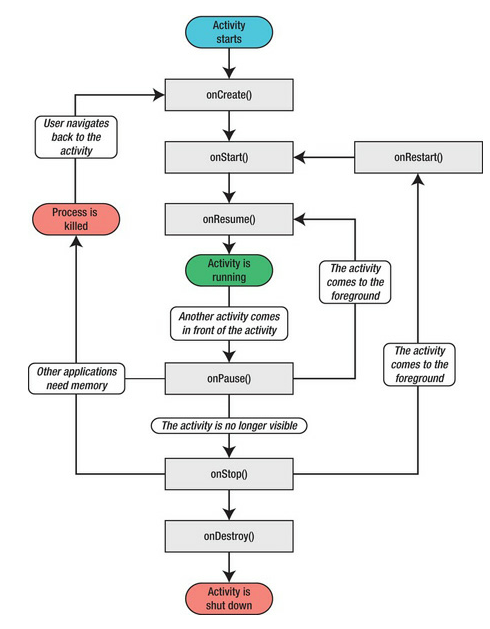 Activity
starts
onCreate()
User navigates
back to the
activity
onStart()
onRestart()
Process is
killed
onResume()
Activity is
running
The activity
comes to the
foreground
Another activity comes
in front of the activity
The activity
comes to the
foreground
Other applications
need memory
onPause()
The activity is no longer visible
onStop()
onDestroy()
Activity is
shut down